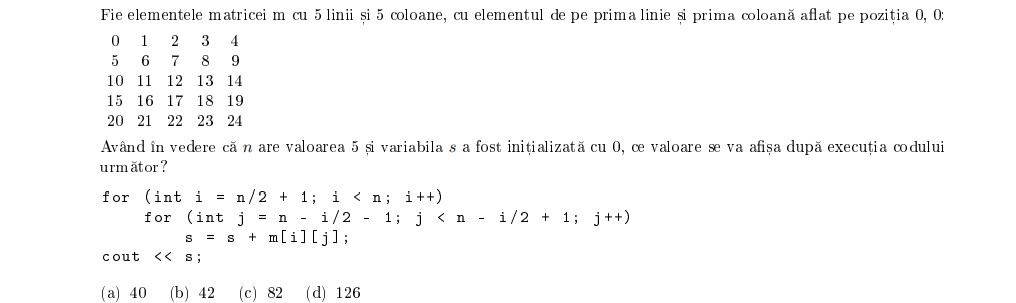 Fie elementele matricei m cu 5 linii și 5 coloane, cu elementul de pe prima linie și prima coloană aflat pe poziția 0, 0:
0 1 2 3 4
5 6 7 8 9
10 11 12 13 14
15 16 17 18 19
20 21 22 23 24
Având în vedere că n are valoarea 5 și variabila s a fost inițializată cu 0, ce valoare se va afișa după execuția codului
următor?
for (int i = n/2 + 1; i < n; i++)
    for (int j = n - i/2 - 1; j < n - i/2 + 1; j++)
        s = s + m[i][j];
cout << s;
(a) 40 (b) 42 (c) 82 (d) 126